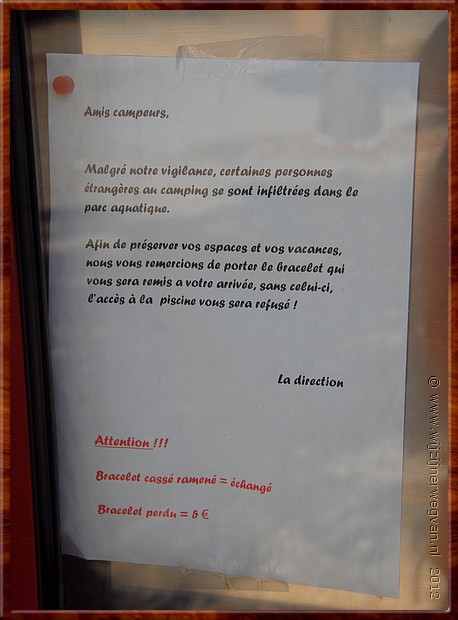 Amis campeurs,
Malgré notre vigilance, certaines personnes
étrangères au camping se sont infiltrées dans le
parc aquatique.
Afin de préserver vos espaces et vos vacances,
nous vous remercions de porter le bracelet qui
vous sera remis a votre arrivée, sans celui-ci,
l'accès à la piscine vous sera refusé !
La direction
Attention !!!
Bracelet cassé ramené = échangé
Bracelet perdu = 5 €
© www.wijzijnerwegvan.nl 2012